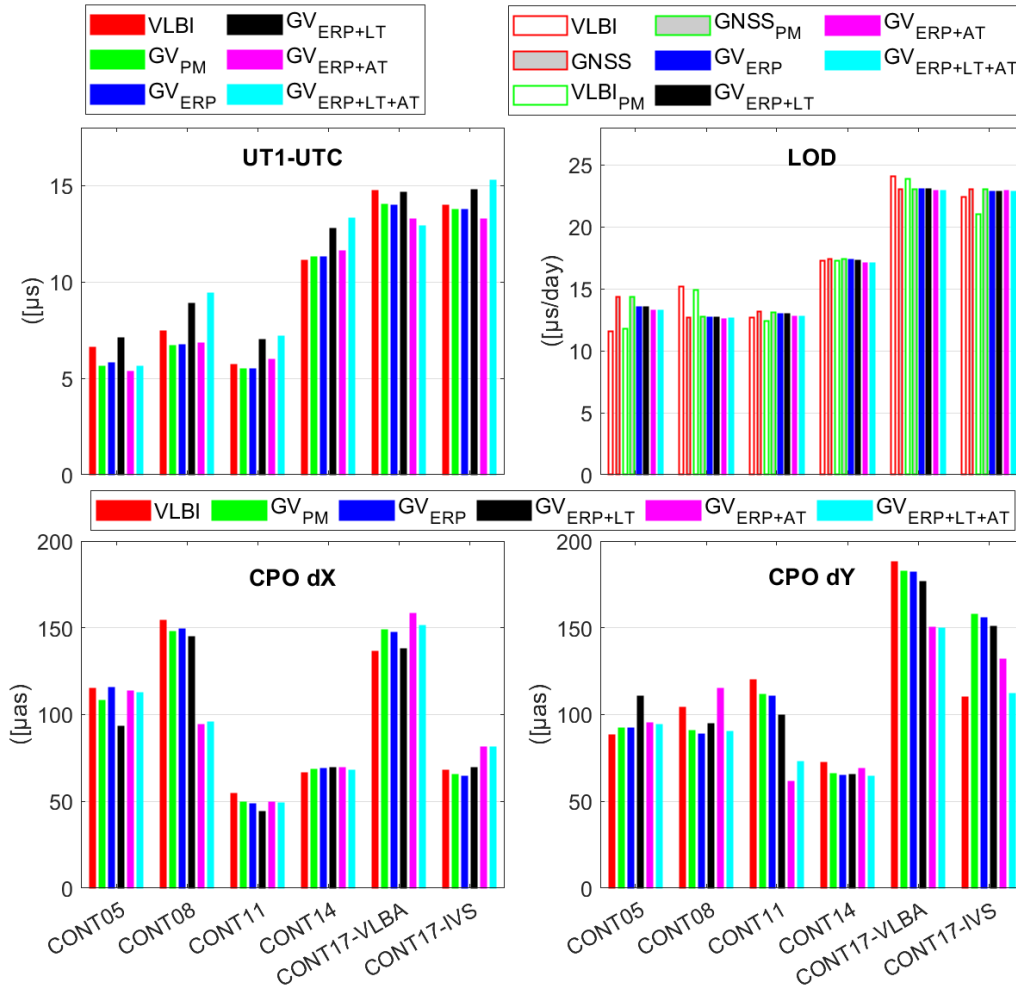 VLBI GV_ERP+LT
GV_PM GV_ERP+AT
GV_ERP GV_ERP+LT+AT
VLBI GNSS_PM GV_ERP+AT
GNSS GV_ERP GV_ERP+LT+AT
VLBI_PM GV_ERP+LT
UT1-UTC
([µs)
15
10
5
0
LOD
([µs/day)
25
20
15
10
5
0
VLBI GV_PM GV_ERP GV_ERP+LT GV_ERP+AT GV_ERP+LT+AT
CPO dX
([µas)
200
150
100
50
0
CONT05
CONT08
CONT11
CONT14
CONT17-VLBA
CONT17-IVS
CPO dY
([µas)
200
150
100
50
0
CONT05
CONT08
CONT11
CONT14
CONT17-VLBA
CONT17-IVS